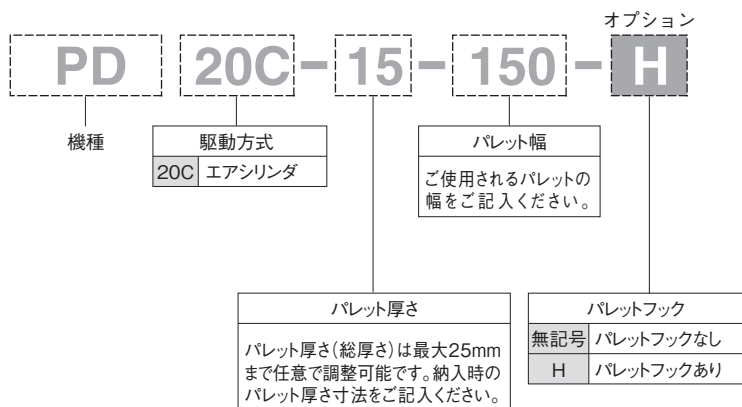 オプション
PD 20C-15-150-H
機種
駆動方式
20C エアシリンダ
パレット幅
ご使用されるパレットの
幅をご記入ください。
パレット厚さ
パレット厚さ(総厚さ)は最大25mm
まで任意で調整可能です。納入時の
パレット厚さ寸法をご記入ください。
パレットフック
無記号 パレットフックなし
H パレットフックあり